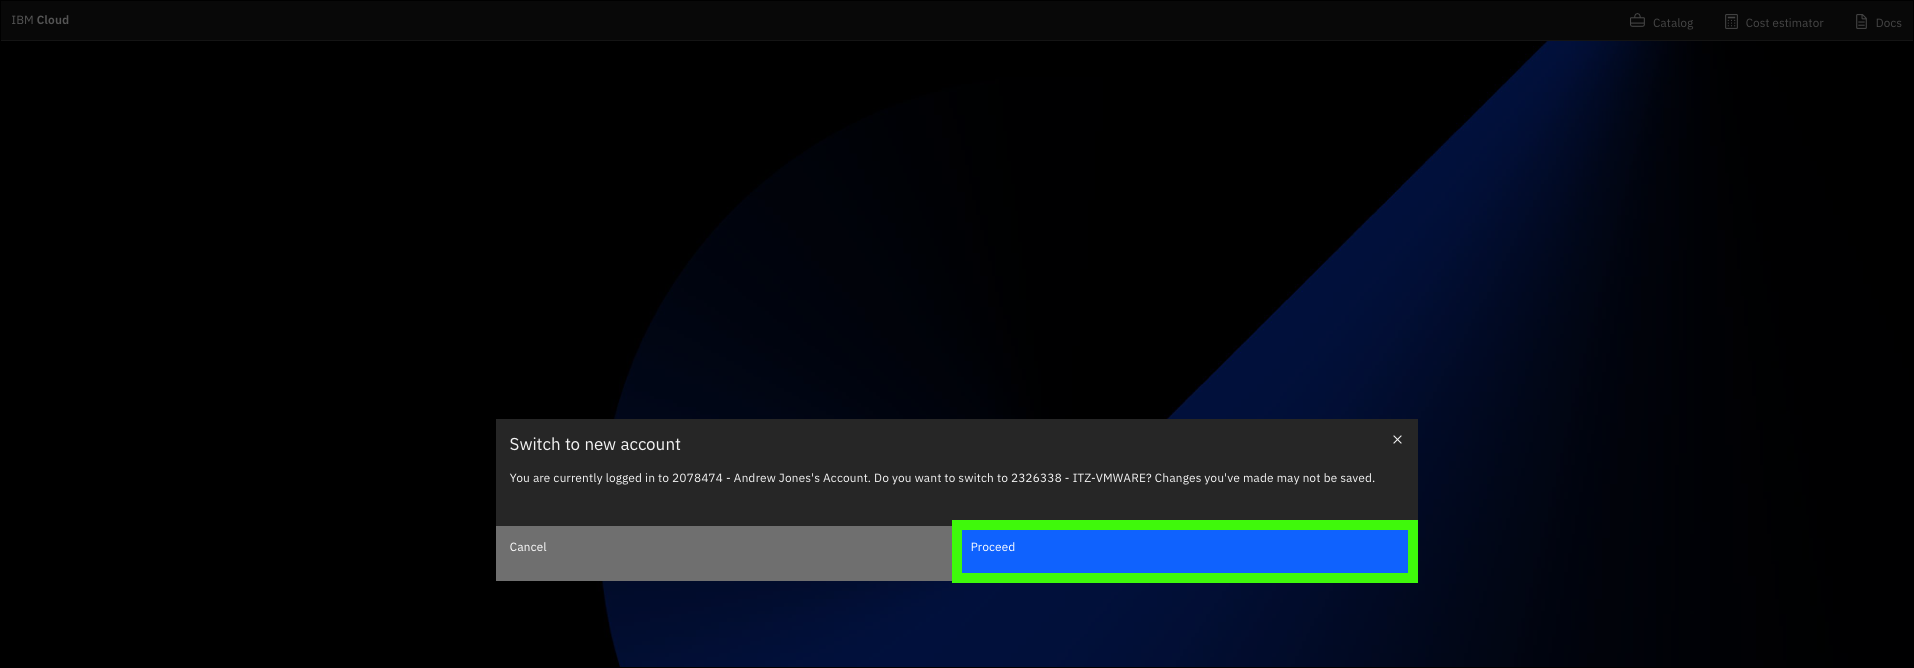 IBM Cloud
Catalog
Cost estimator
Docs
Switch to new account
You are currently logged in to 2078474 - Andrew Jones's Account. Do you want to switch to 2326338 - ITZ-VMWARE? Changes you've made may not be saved.
Cancel
Proceed